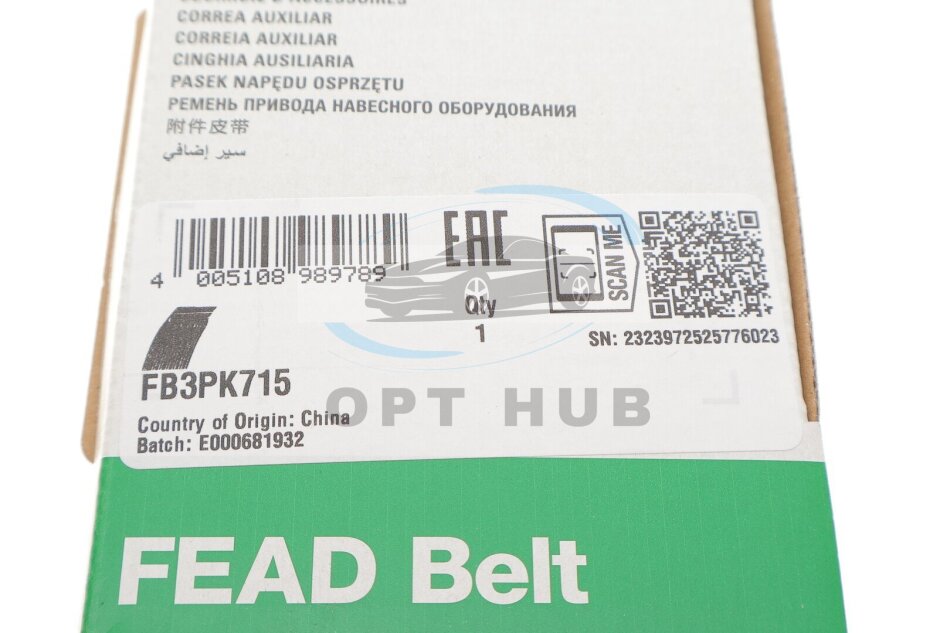 CORREA AUXILIAR
CORREIA AUXILIAR
CINGHIA AUSILIARIA
PASEK NAPĘDU OSPRZĘTU
РЕМЕНЬ ПРИВОДА НАВЕСНОГО ОБОРУДОВАНИЯ
附件皮带
سير إضافي
4 005108 989789
EAC
SCAN ME
Qty
1
SN: 2323972525776023
FB3PK715
OPT HUB
Country of Origin: China
Batch: E000681932
FEAD Belt